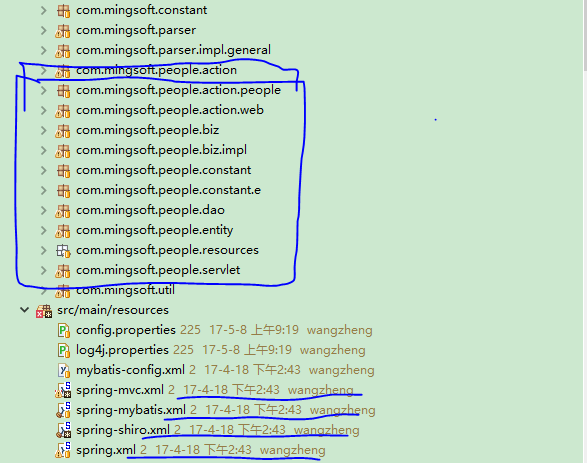 com.mingsoft.constant
com.mingsoft.parser
com.mingsoft.parser.impl.general
com.mingsoft.people.action
com.mingsoft.people.action.people
com.mingsoft.people.action.web
com.mingsoft.people.biz
com.mingsoft.people.biz.impl
com.mingsoft.people.constant
com.mingsoft.people.constant.e
com.mingsoft.people.dao
com.mingsoft.people.entity
com.mingsoft.people.resources
com.mingsoft.people.servlet
com.mingsoft.util
src/main/resources
config.properties 225 17-5-8 上午9:19 wangzheng
log4j.properties 225 17-5-8 上午9:19 wangzheng
mybatis-config.xml 2 17-4-18 下午2:43 wangzheng
spring-mvc.xml 2 17-4-18 下午2:43 wangzheng
spring-mybatis.xml 2 17-4-18 下午2:43 wangzheng
spring-shiro.xml 2 17-4-18 下午2:43 wangzheng
spring.xml 2 17-4-18 下午2:43 wangzheng